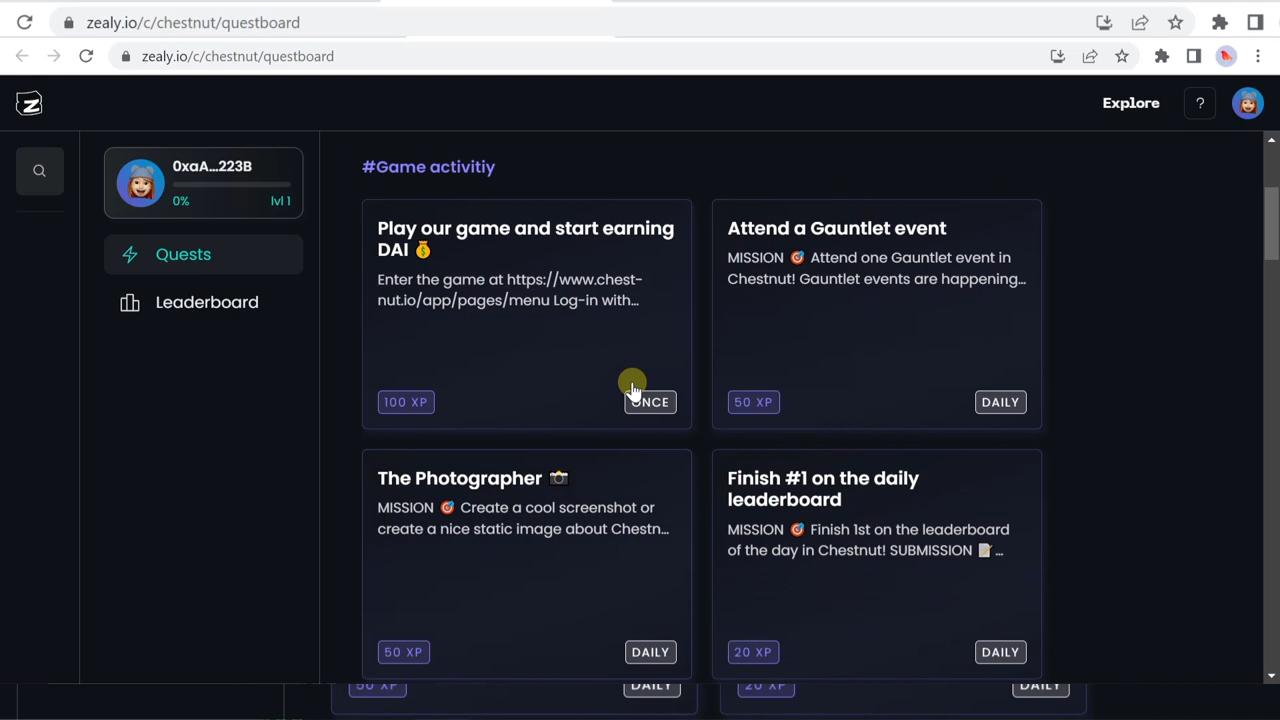 zealy.io/c/chestnut/questboard
zealy.io/c/chestnut/questboard
Explore
?
0xaA...223B
0%
lvl 1
Quests
Leaderboard
#Game activitiy
Play our game and start earning
DAI 💰
Enter the game at https://www.chest-
nut.io/app/pages/menu Log-in with...
100 XP
ONCE
Attend a Gauntlet event
MISSION 🎯 Attend one Gauntlet event in
Chestnut! Gauntlet events are happening...
50 XP
DAILY
The Photographer 📸
MISSION 🎯 Create a cool screenshot or
create a nice static image about Chestn...
50 XP
DAILY
Finish #1 on the daily
leaderboard
MISSION 🎯 Finish 1st on the leaderboard
of the day in Chestnut! SUBMISSION 📝 ...
20 XP
DAILY
50 XP
DAILY
20 XP
DAILY